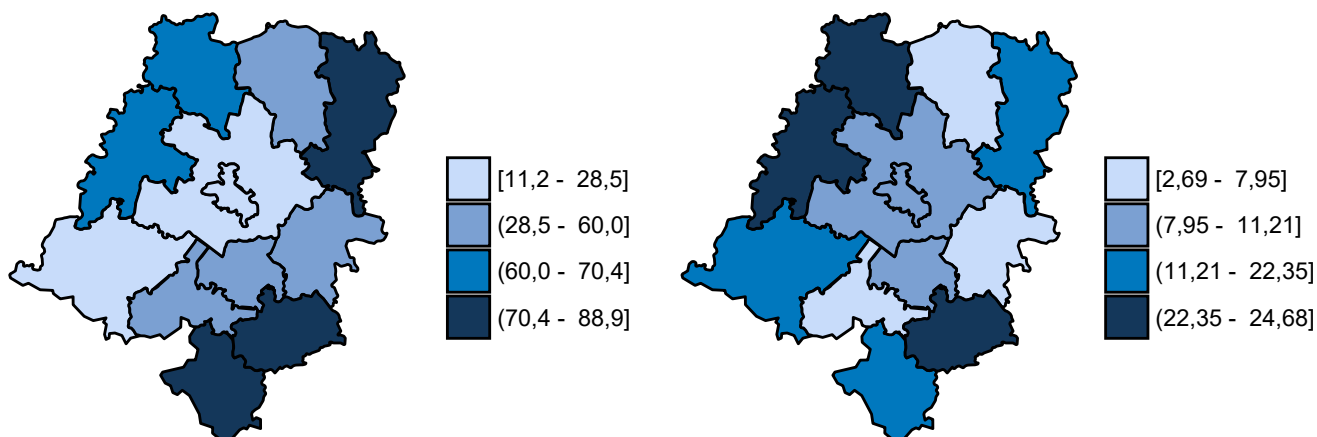 [11,2 - 28,5]
(28,5 - 60,0]
(60,0 - 70,4]
(70,4 - 88,9]
[2,69 - 7,95]
(7,95 - 11,21]
(11,21 - 22,35]
(22,35 - 24,68]